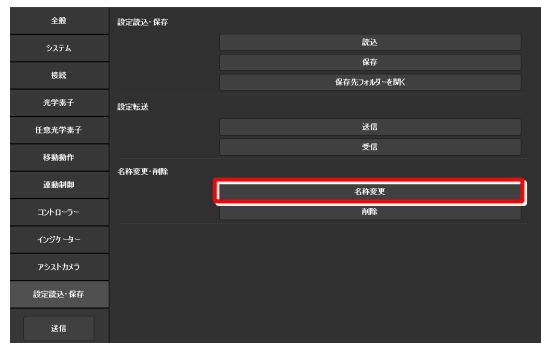 全般
システム
接続
光学素子
任意光学素子
移動動作
連動制御
コントローラー
インジケーター
アシストカメラ
設定読込・保存
送信
設定読込・保存
読込
保存
保存先フォルダーを開く
設定転送
送信
受信
名称変更・削除
名称変更
削除